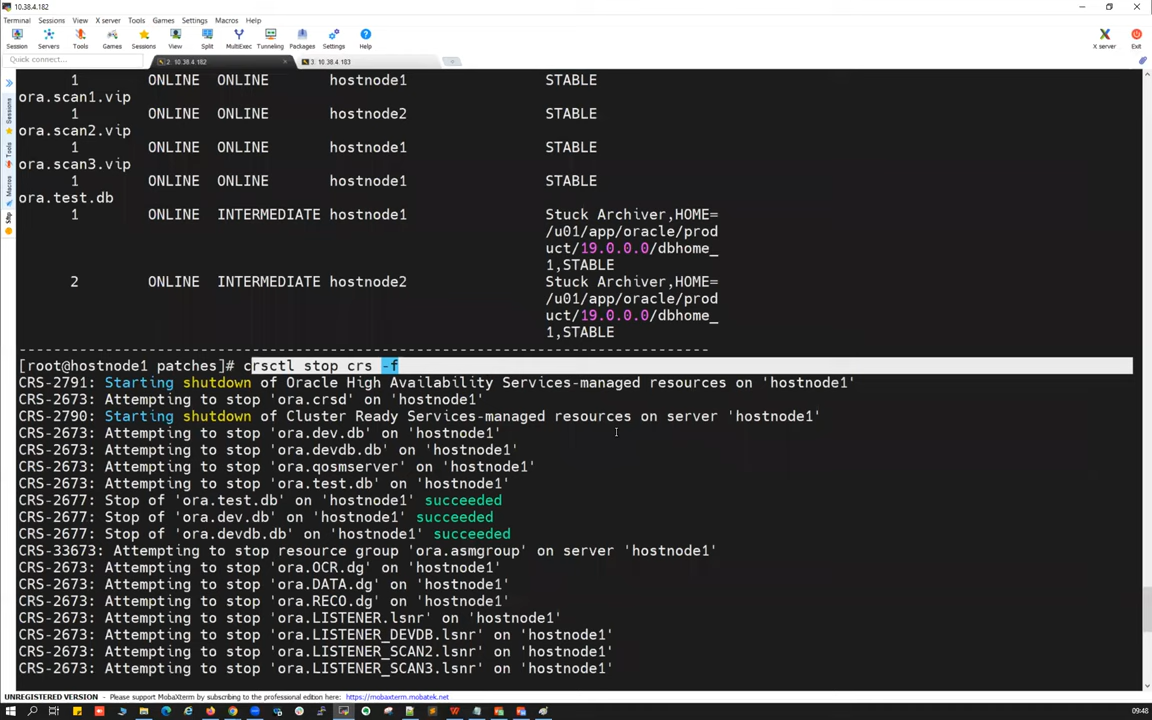 10.38.4.182
Terminal Sessions View X server Tools Games Settings Macros Help
Session Servers Tools Games Sessions View Split MultiExec Tunneling Packages Settings Help X server Exit
Quick connect... 2. 10.38.4.182 3. 10.38.4.183
Sessions
Tools
Macros
Sftp
1 ONLINE ONLINE hostnode1 STABLE
ora.scan1.vip
1 ONLINE ONLINE hostnode2 STABLE
ora.scan2.vip
1 ONLINE ONLINE hostnode1 STABLE
ora.scan3.vip
1 ONLINE ONLINE hostnode1 STABLE
ora.test.db
1 ONLINE INTERMEDIATE hostnode1 Stuck Archiver,HOME=
/u01/app/oracle/prod
uct/19.0.0.0/dbhome_
1,STABLE
2 ONLINE INTERMEDIATE hostnode2 Stuck Archiver,HOME=
/u01/app/oracle/prod
uct/19.0.0.0/dbhome_
1,STABLE
--------------------------------------------------------------------------------
[root@hostnode1 patches]# crsctl stop crs -f
CRS-2791: Starting shutdown of Oracle High Availability Services-managed resources on 'hostnode1'
CRS-2673: Attempting to stop 'ora.crsd' on 'hostnode1'
CRS-2790: Starting shutdown of Cluster Ready Services-managed resources on server 'hostnode1'
CRS-2673: Attempting to stop 'ora.dev.db' on 'hostnode1'
CRS-2673: Attempting to stop 'ora.devdb.db' on 'hostnode1'
CRS-2673: Attempting to stop 'ora.qosmserver' on 'hostnode1'
CRS-2673: Attempting to stop 'ora.test.db' on 'hostnode1'
CRS-2677: Stop of 'ora.test.db' on 'hostnode1' succeeded
CRS-2677: Stop of 'ora.dev.db' on 'hostnode1' succeeded
CRS-2677: Stop of 'ora.devdb.db' on 'hostnode1' succeeded
CRS-33673: Attempting to stop resource group 'ora.asmgroup' on server 'hostnode1'
CRS-2673: Attempting to stop 'ora.OCR.dg' on 'hostnode1'
CRS-2673: Attempting to stop 'ora.DATA.dg' on 'hostnode1'
CRS-2673: Attempting to stop 'ora.RECO.dg' on 'hostnode1'
CRS-2673: Attempting to stop 'ora.LISTENER.lsnr' on 'hostnode1'
CRS-2673: Attempting to stop 'ora.LISTENER_DEVDB.lsnr' on 'hostnode1'
CRS-2673: Attempting to stop 'ora.LISTENER_SCAN2.lsnr' on 'hostnode1'
CRS-2673: Attempting to stop 'ora.LISTENER_SCAN3.lsnr' on 'hostnode1'
UNREGISTERED VERSION - Please support MobaXterm by subscribing to the professional edition here: https://mobaxterm.mobatek.net
09:48